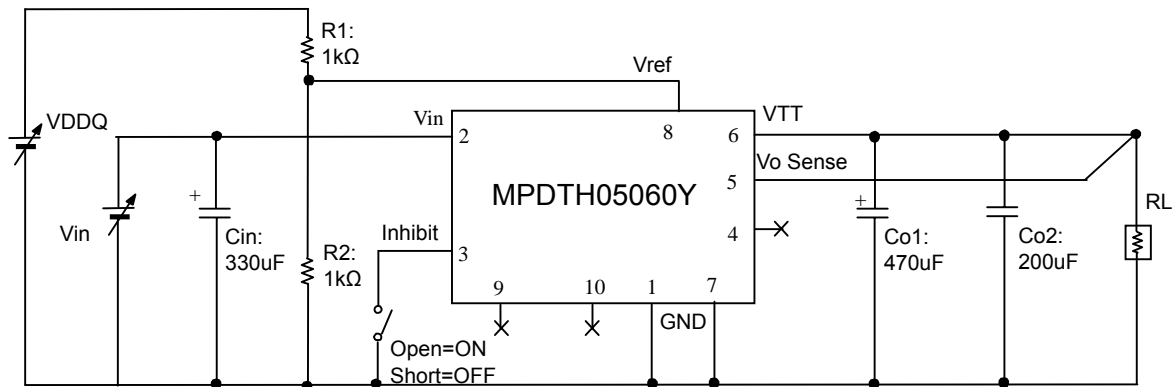 R1:
1kΩ
Vref
VDDQ
Vin
2
8
6
VTT
Vo Sense
5
MPDTH05060Y
RL
+
Vin
Cin:
330uF
Inhibit
3
R2:
1kΩ
4
+
Co1:
470uF
Co2:
200uF
9
10
1
7
GND
Open=ON
Short=OFF